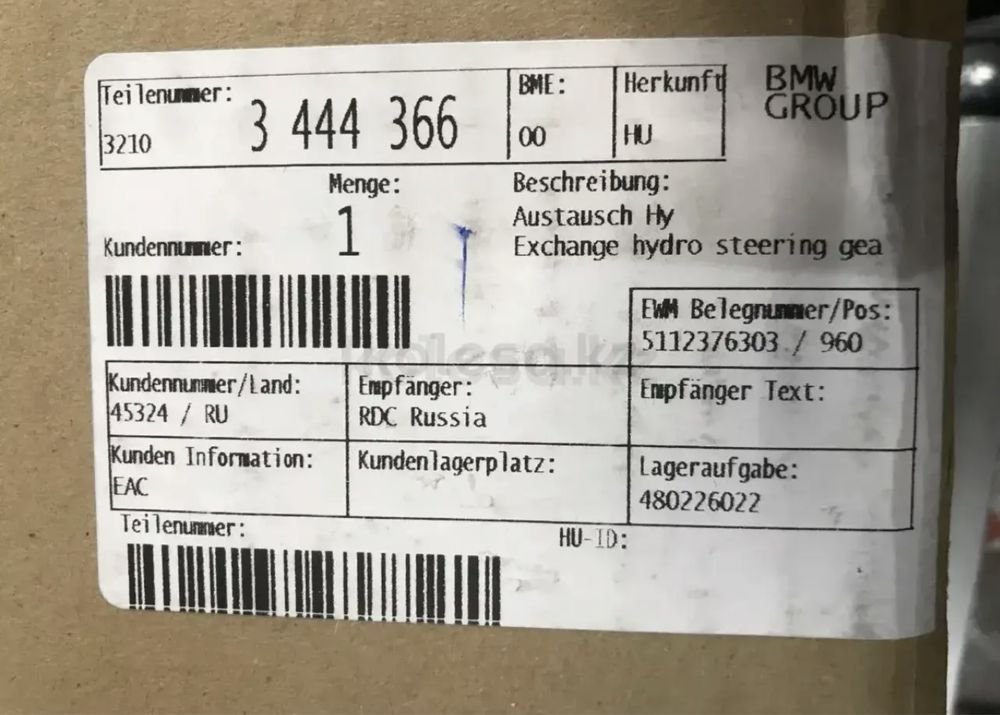 Teilenummer:
3210 3 444 366
BME:
00
Herkunft
HU
BMW
GROUP
Menge:
1
Beschreibung:
Austausch Hy
Exchange hydro steering gea
Kundennummer:
EWM Belegnummer/Pos:
5112376303 / 960
kolesa.kz
Kundennummer/Land:
45324 / RU
Empfänger:
RDC Russia
Empfänger Text:
Kunden Information:
EAC
Kundenlagerplatz:
Lageraufgabe:
480226022
Teilenummer:
HU-ID: